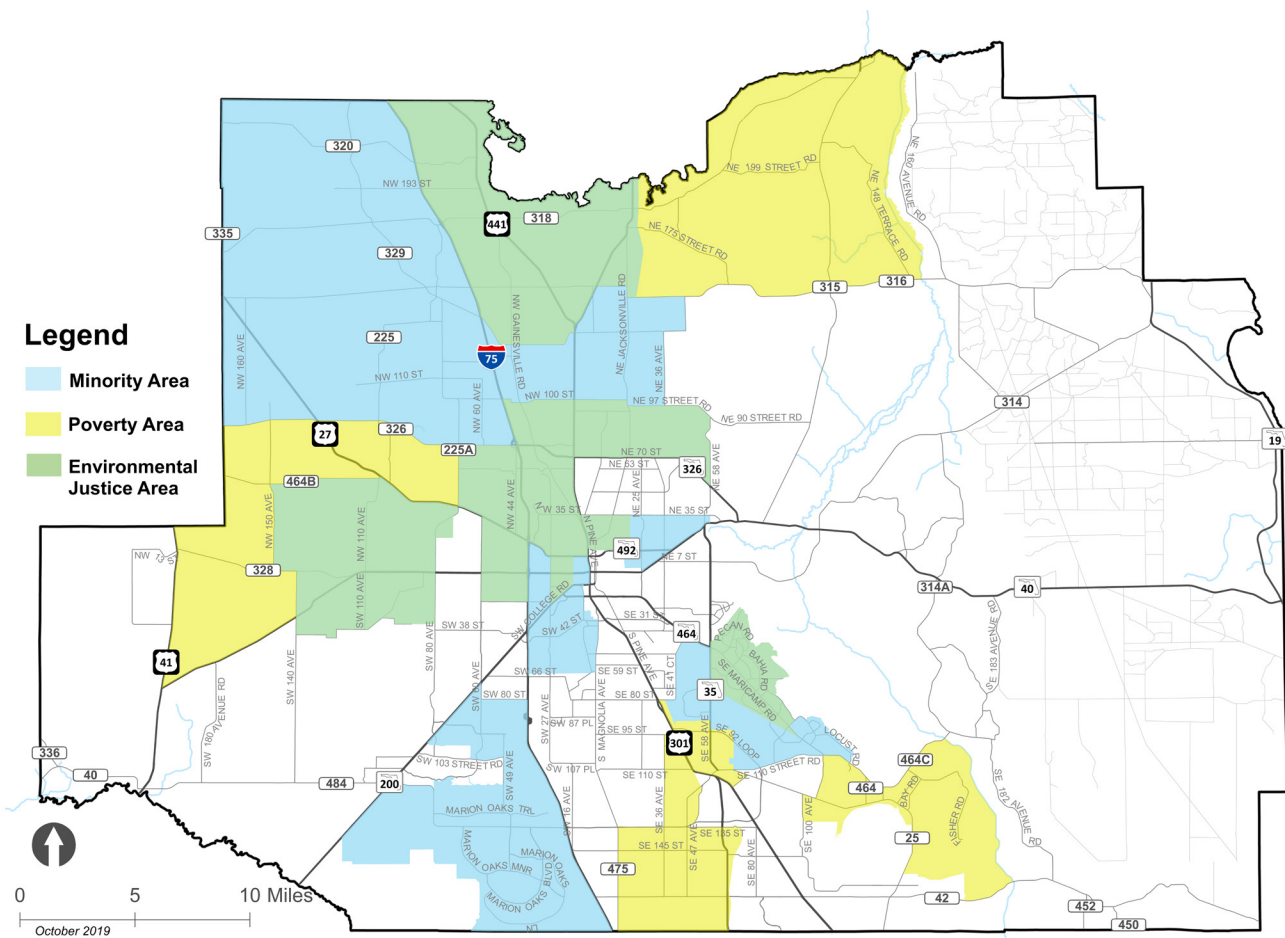 320
NE 199 STREET RD
NE 160 AVENUE RD
NW 193 ST
NE 148 TERRACE RD
441
318
335
NE 175 STREET RD
329
315
316
NW GAINESVILLE RD
NE JACKSONVILLE RD
Legend
225
75
NW 160 AVE
NE 36 AVE
Minority Area
NW 110 ST
NW 60 AVE
NW 100 ST
NE 97 STREET RD
314
Poverty Area
NE 90 STREET RD
27
326
19
225A
NE 70 ST
NE 63 ST
326
NE 58 AVE
Environmental
Justice Area
464B
NE 25 AVE
NW 44 AVE
NW 150 AVE
NW 110 AVE
NW 35 ST
NE 35 ST
N PINE AVE
492
NE 7 ST
328
314A
40
SW 110 AVE
SW COLLEGE RD
SE 31 ST
SW 38 ST
SW 42 ST
464
PECAN RD
SE 183 AVENUE RD
S PINE AVE
SW 80 AVE
SW 140 AVE
41
BAHIA RD
SW 66 ST
SE 59 ST
SE 41 CT
SE MARICAMP RD
SW 60 AVE
35
SW 180 AVENUE RD
SW 80 ST
SE 80 ST
SW 27 AVE
SW 87 PL
S MAGNOLIA AVE
SE 95 ST
SE 58 AVE
SE 92 LOOP
LOCUST RD
301
336
SW 103 STREET RD
SW 49 AVE
SW 107 PL
SE 110 ST
SE 110 STREET RD
464C
40
484
200
464
BAY RD
FISHER RD
SE 182 AVENUE RD
MARION OAKS TRL
SW 16 AVE
SE 36 AVE
SE 47 AVE
SE 135 ST
SE 100 AVE
25
SE 145 ST
SE 80 AVE
MARION OAKS MNR
MARION OAKS BLVD
475
MARION OAKS
42
452
450
0 5 10 Miles
October 2019